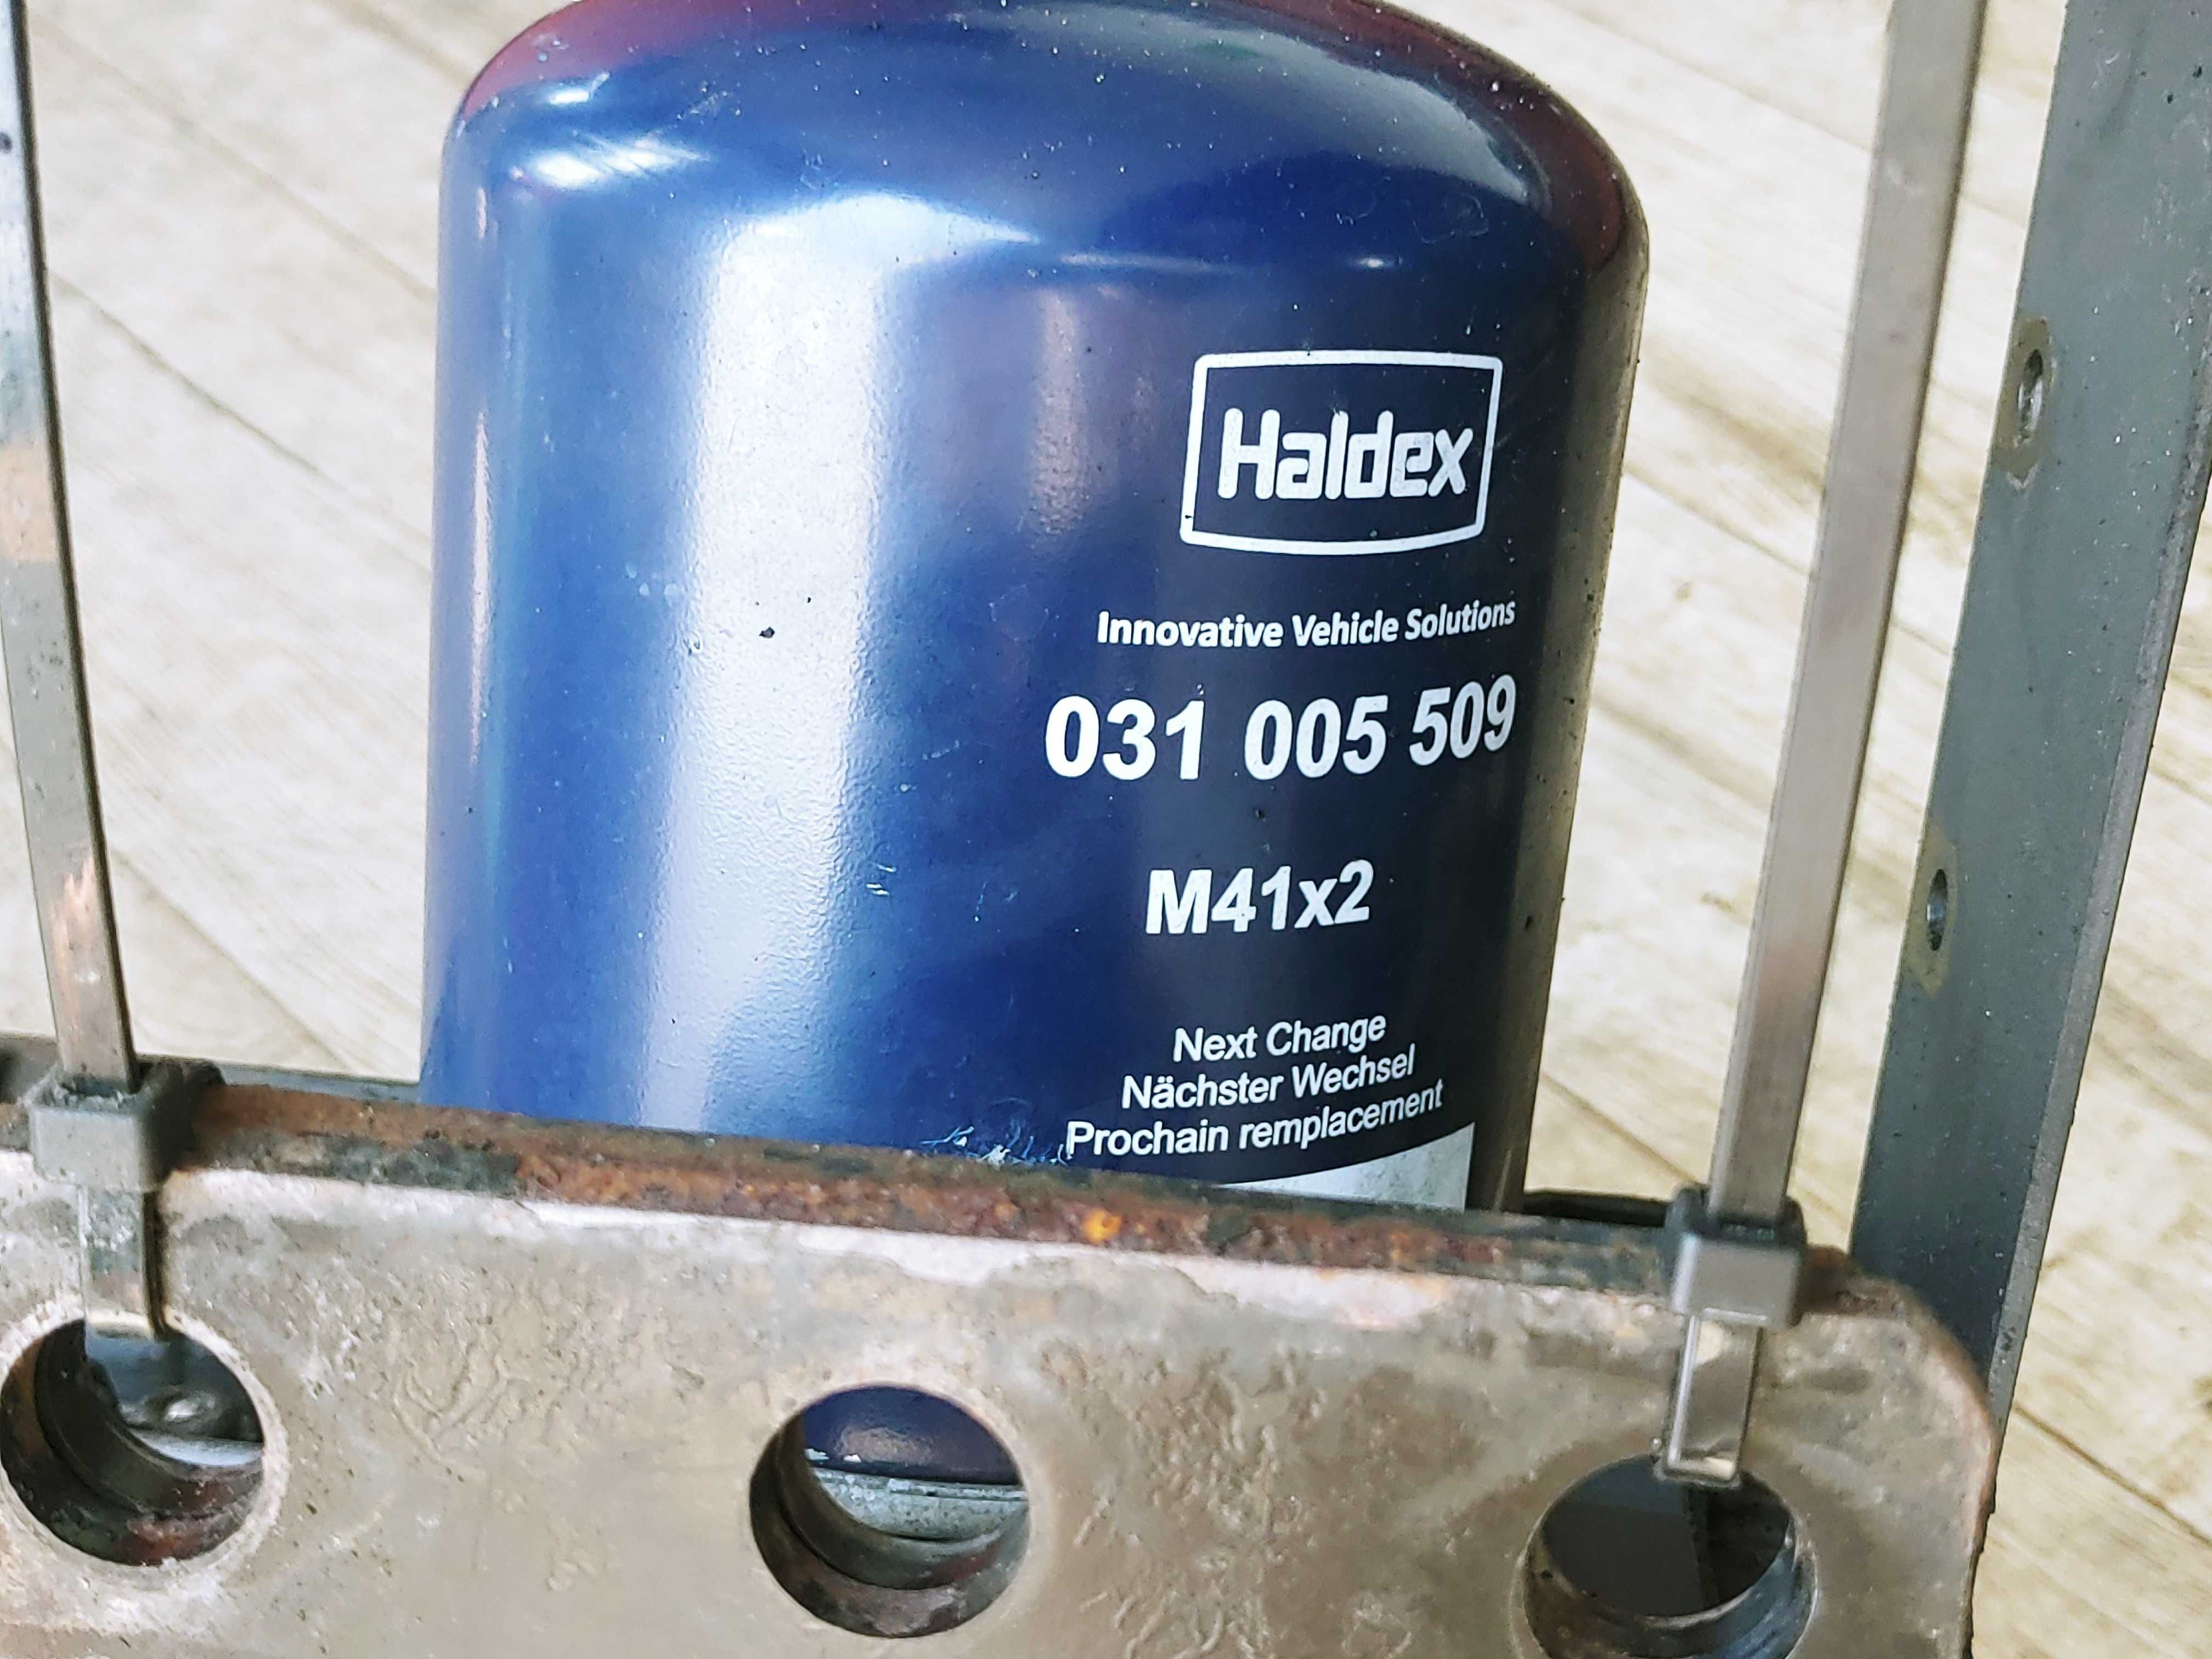 Haldex
Innovative Vehicle Solutions
031 005 509
M41x2
Next Change
Nächster Wechsel
Prochain remplacement